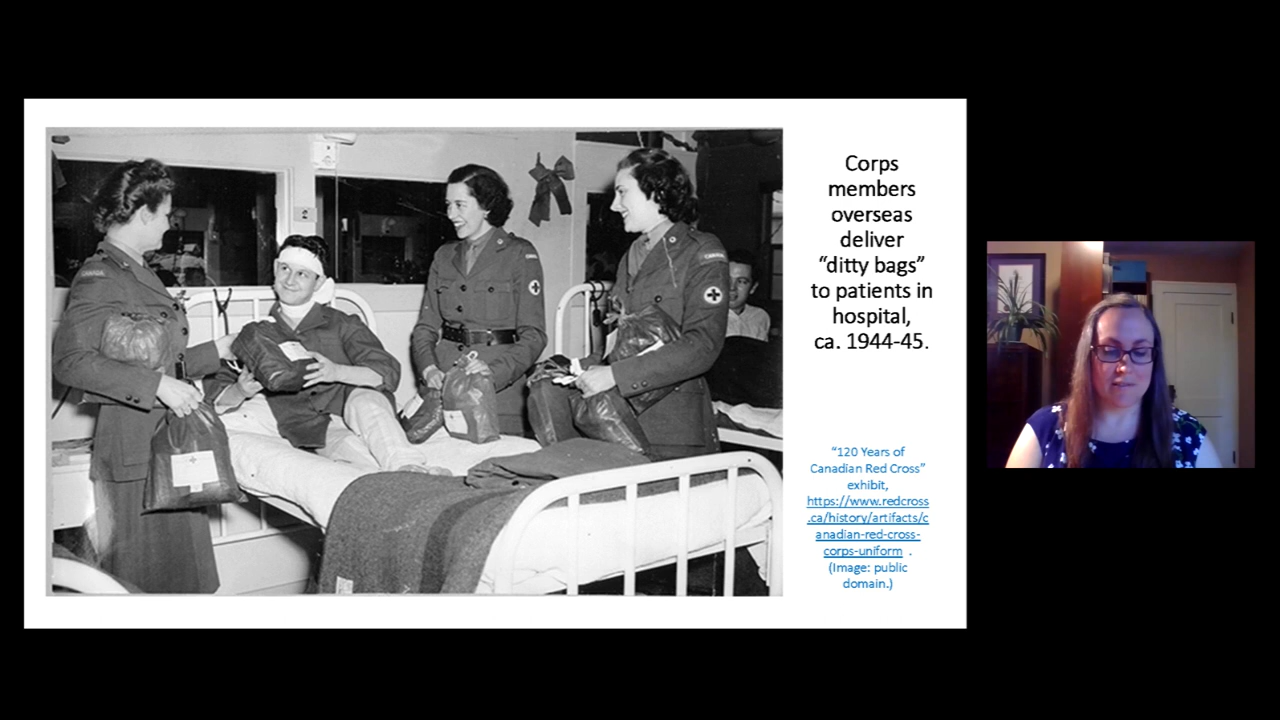 Corps
members
overseas
deliver
“ditty bags”
to patients in
hospital,
ca. 1944-45.
“120 Years of
Canadian Red Cross”
exhibit,
https://www.redcross
.ca/history/artifacts/c
anadian-red-cross-
corps-uniform .
(Image: public
domain.)
CANADA